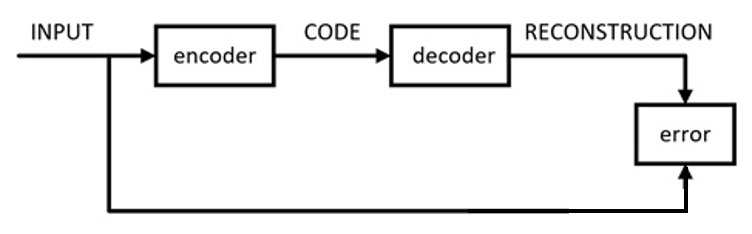 INPUT
encoder
CODE
decoder
RECONSTRUCTION
error